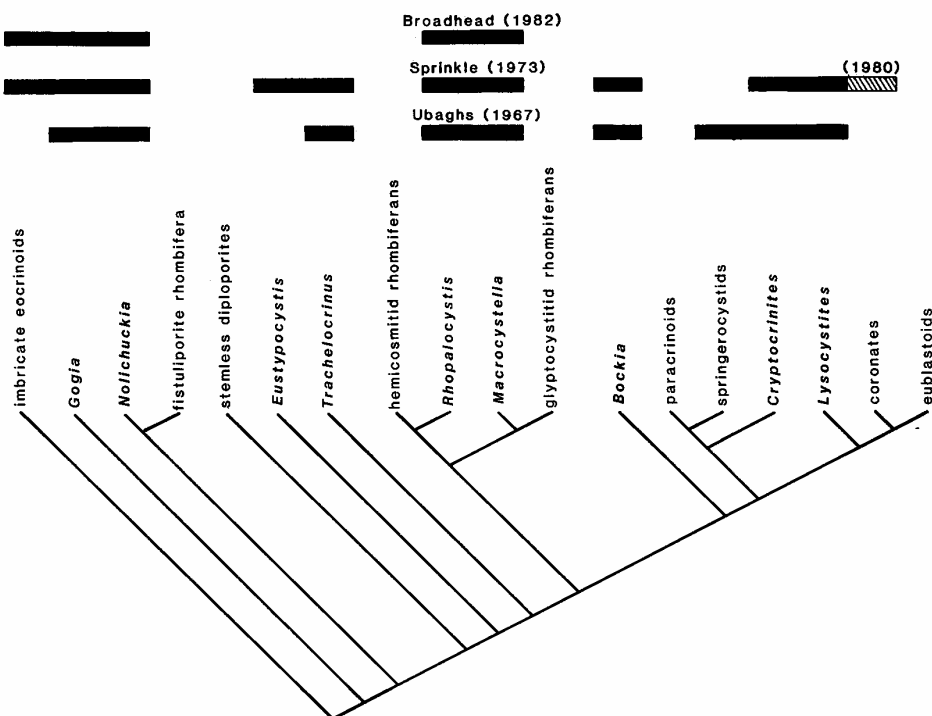 Broadhead (1982)
Sprinkle (1973)
(1980)
Ubaghs (1967)
imbricate eocrinoids
Gogia
Nolichuckia
fistuliporite rhombifera
stemless diploporites
Eustypocystis
Trachelocrinus
hemicosmitid rhombiferans
Rhopalocystis
Macrocystella
glyptocystitid rhombiferans
Bockia
paracrinoids
springerocystids
Cryptocrinites
Lysocystites
coronates
eublastoids